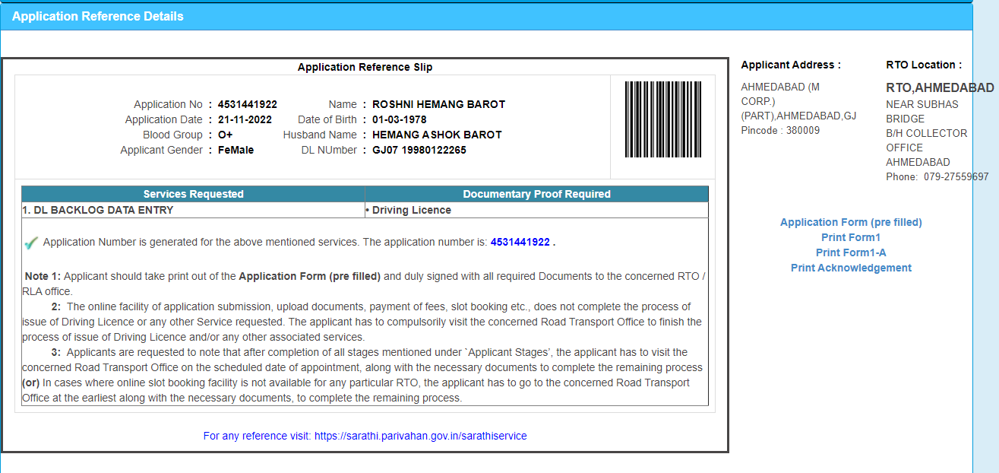 Application Reference Details
Application Reference Slip
Application No : 4531441922 Name : ROSHNI HEMANG BAROT
Application Date : 21-11-2022 Date of Birth : 01-03-1978
Blood Group : O+ Husband Name : HEMANG ASHOK BAROT
Applicant Gender : FeMale DL NUmber : GJ07 19980122265
Services Requested Documentary Proof Required
1. DL BACKLOG DATA ENTRY • Driving Licence
Application Number is generated for the above mentioned services. The application number is: 4531441922 .
Note 1: Applicant should take print out of the Application Form (pre filled) and duly signed with all required Documents to the concerned RTO /
RLA office.
2: The online facility of application submission, upload documents, payment of fees, slot booking etc., does not complete the process of
issue of Driving Licence or any other Service requested. The applicant has to compulsorily visit the concerned Road Transport Office to finish the
process of issue of Driving Licence and/or any other associated services.
3: Applicants are requested to note that after completion of all stages mentioned under `Applicant Stages’, the applicant has to visit the
concerned Road Transport Office on the scheduled date of appointment, along with the necessary documents to complete the remaining process
(or) In cases where online slot booking facility is not available for any particular RTO, the applicant has to go to the concerned Road Transport
Office at the earliest along with the necessary documents, to complete the remaining process.
For any reference visit: https://sarathi.parivahan.gov.in/sarathiservice
Applicant Address :
AHMEDABAD (M
CORP.)
(PART),AHMEDABAD,GJ
Pincode : 380009
RTO Location :
RTO,AHMEDABAD
NEAR SUBHAS
BRIDGE
B/H COLLECTOR
OFFICE
AHMEDABAD
Phone: 079-27559697
Application Form (pre filled)
Print Form1
Print Form1-A
Print Acknowledgement